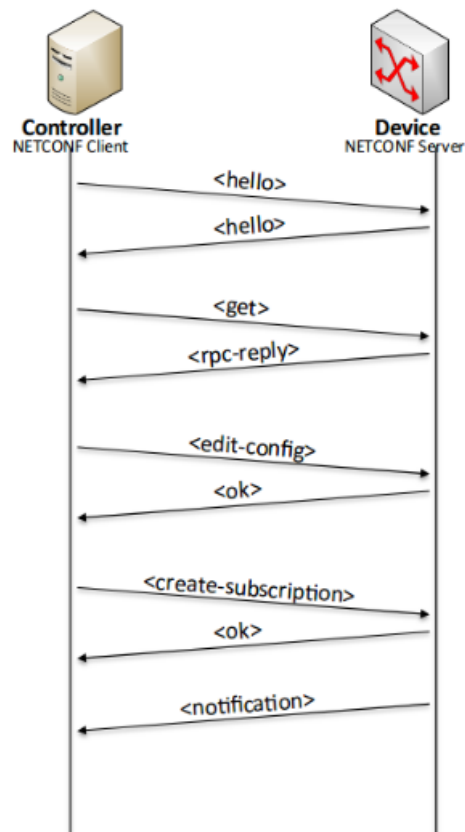 Controller
NETCONF Client
Device
NETCONF Server
<hello>
<hello>
<get>
<rpc-reply>
<edit-config>
<ok>
<create-subscription>
<ok>
<notification>